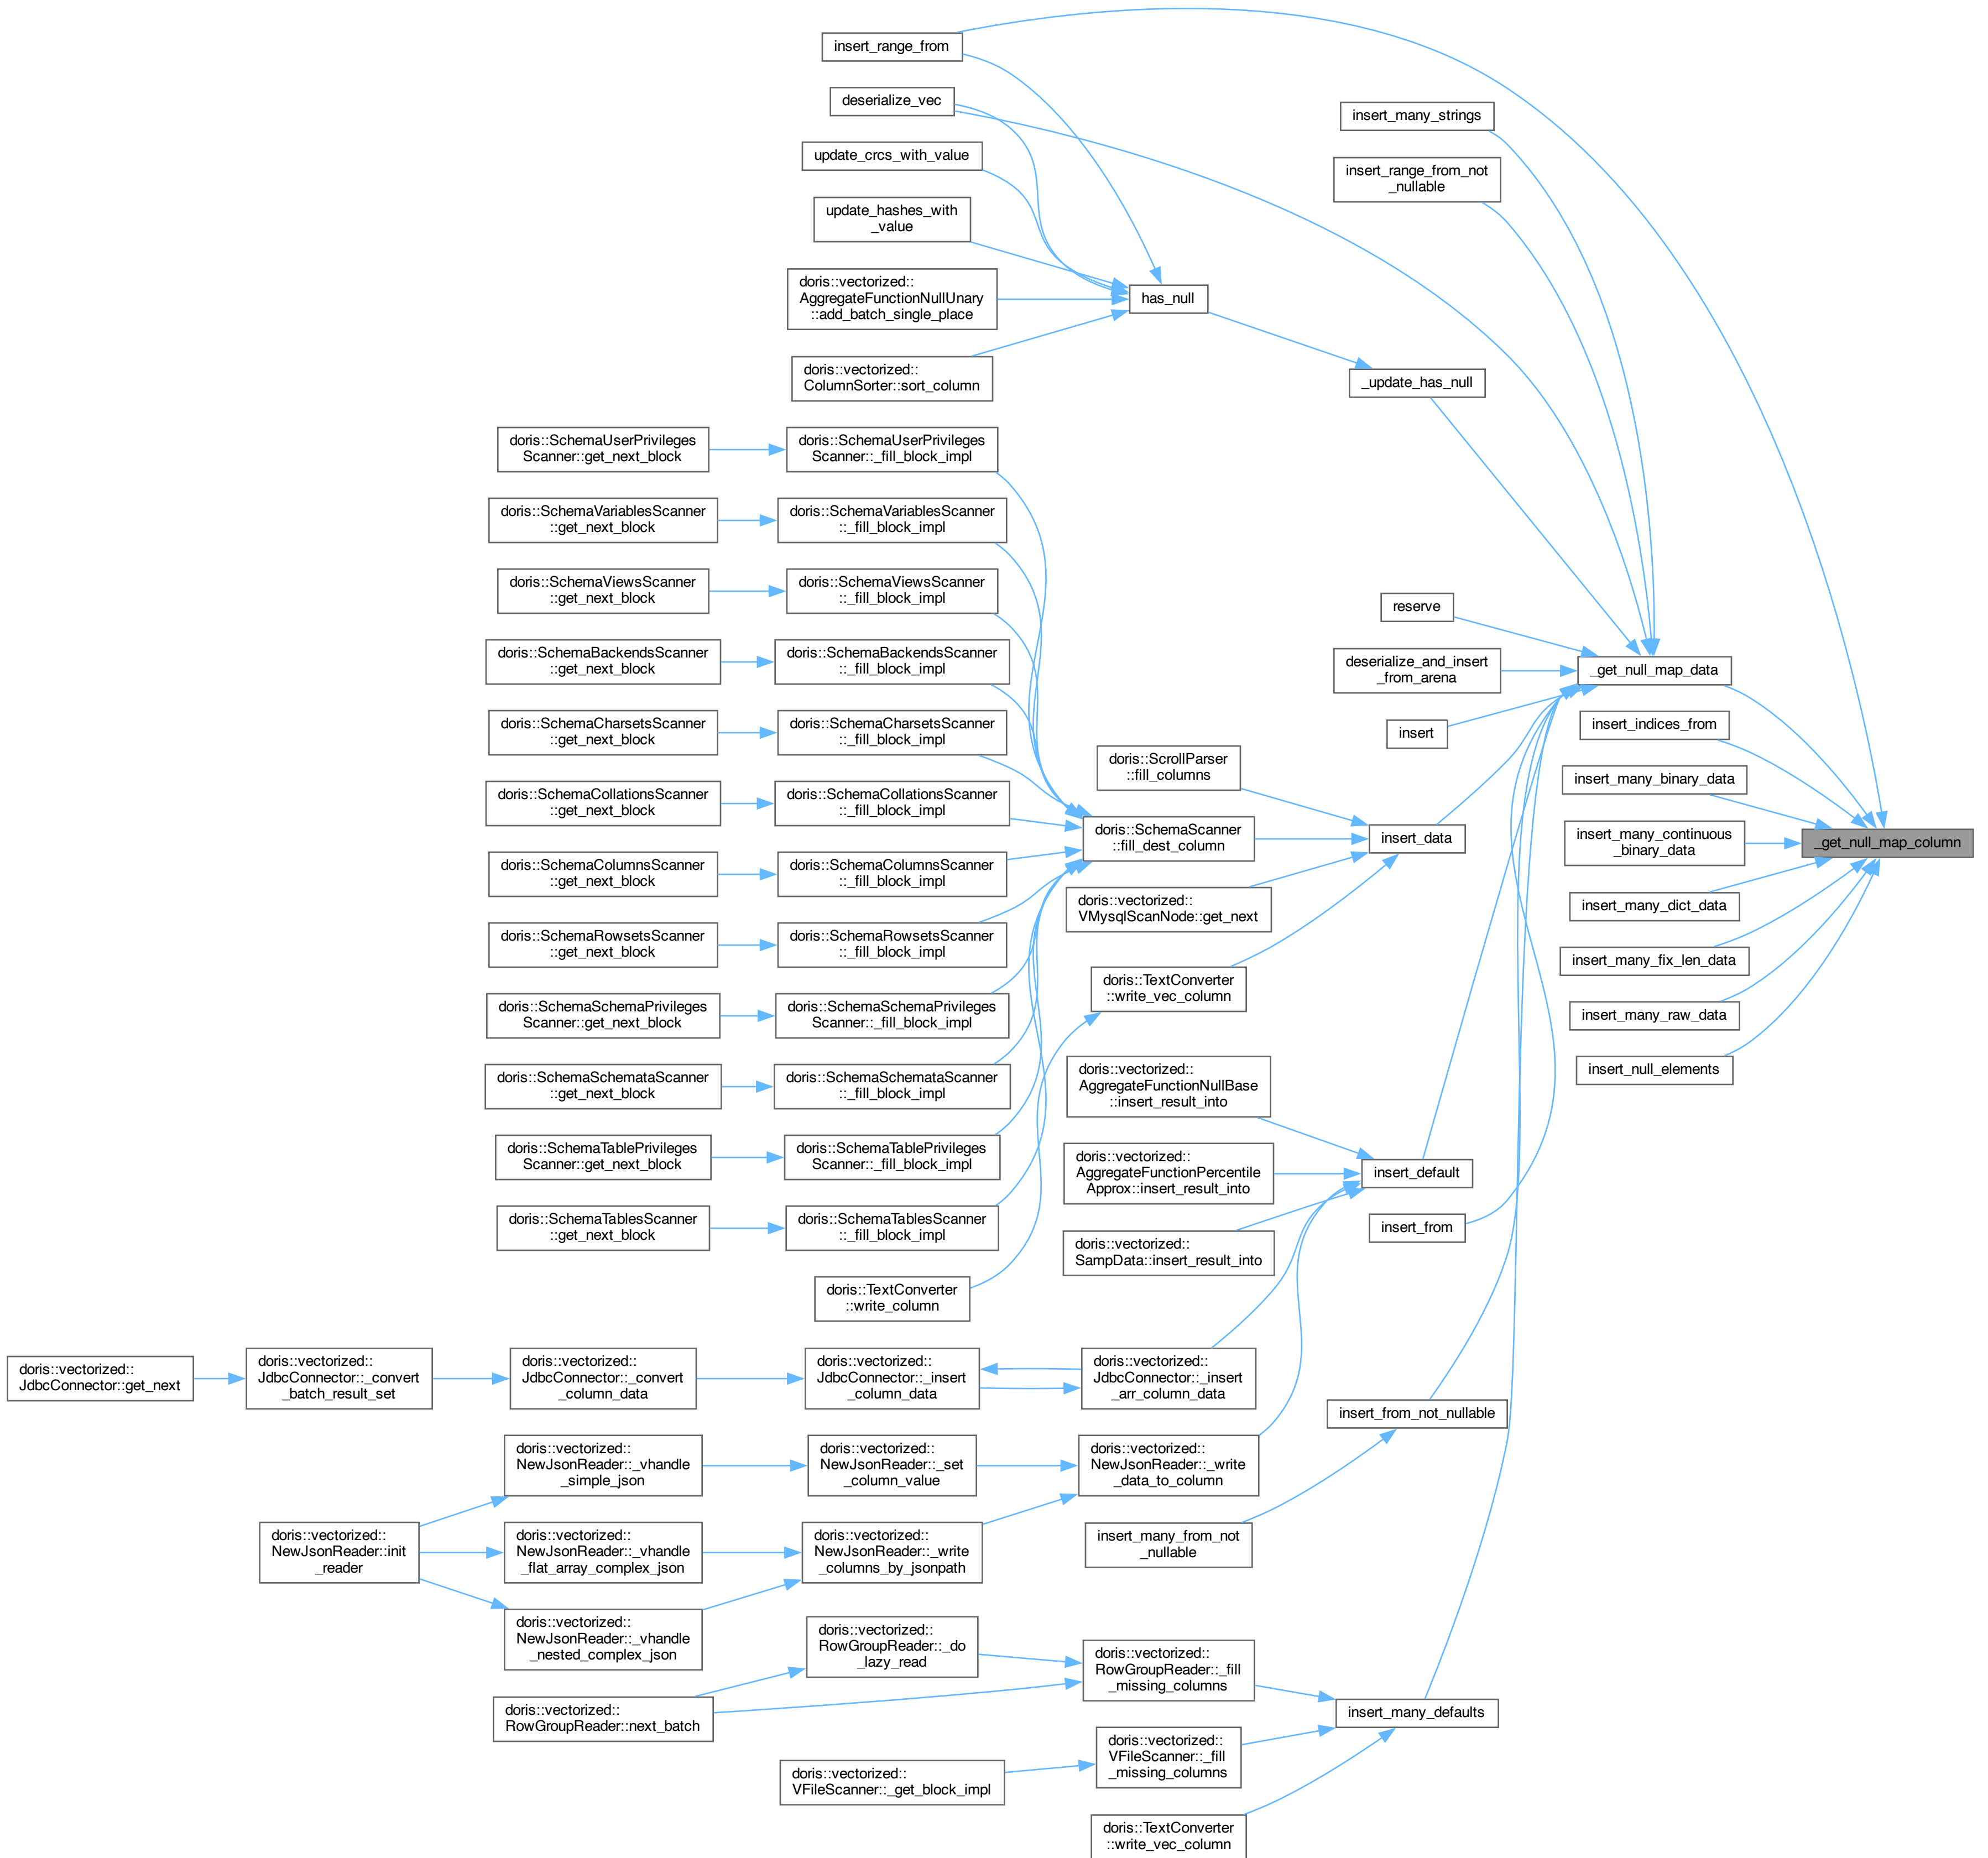 insert_range_from
deserialize_vec
update_crcs_with_value
update_hashes_with
_value
doris::vectorized::
AggregateFunctionNullUnary
::add_batch_single_place
doris::vectorized::
ColumnSorter::sort_column
has_null
insert_many_strings
insert_range_from_not
_nullable
_update_has_null
doris::SchemaUserPrivileges
Scanner::get_next_block
doris::SchemaUserPrivileges
Scanner::_fill_block_impl
doris::SchemaVariablesScanner
::get_next_block
doris::SchemaVariablesScanner
::_fill_block_impl
doris::SchemaViewsScanner
::get_next_block
doris::SchemaViewsScanner
::_fill_block_impl
doris::SchemaBackendsScanner
::get_next_block
doris::SchemaBackendsScanner
::_fill_block_impl
doris::SchemaCharsetsScanner
::get_next_block
doris::SchemaCharsetsScanner
::_fill_block_impl
doris::SchemaCollationsScanner
::get_next_block
doris::SchemaCollationsScanner
::_fill_block_impl
doris::SchemaColumnsScanner
::get_next_block
doris::SchemaColumnsScanner
::_fill_block_impl
doris::SchemaRowsetsScanner
::get_next_block
doris::SchemaRowsetsScanner
::_fill_block_impl
doris::SchemaSchemaPrivileges
Scanner::get_next_block
doris::SchemaSchemaPrivileges
Scanner::_fill_block_impl
doris::SchemaSchemataScanner
::get_next_block
doris::SchemaSchemataScanner
::_fill_block_impl
doris::SchemaTablePrivileges
Scanner::get_next_block
doris::SchemaTablePrivileges
Scanner::_fill_block_impl
doris::SchemaTablesScanner
::get_next_block
doris::SchemaTablesScanner
::_fill_block_impl
doris::TextConverter
::write_column
reserve
deserialize_and_insert
_from_arena
insert
_get_null_map_data
doris::ScrollParser
::fill_columns
doris::SchemaScanner
::fill_dest_column
doris::vectorized::
VMysqlScanNode::get_next
doris::TextConverter
::write_vec_column
insert_data
insert_indices_from
insert_many_binary_data
insert_many_continuous
_binary_data
insert_many_dict_data
insert_many_fix_len_data
insert_many_raw_data
insert_null_elements
_get_null_map_column
doris::vectorized::
AggregateFunctionNullBase
::insert_result_into
doris::vectorized::
AggregateFunctionPercentile
Approx::insert_result_into
doris::vectorized::
SampData::insert_result_into
insert_default
insert_from
doris::vectorized::
JdbcConnector::get_next
doris::vectorized::
JdbcConnector::_convert
_batch_result_set
doris::vectorized::
JdbcConnector::_convert
_column_data
doris::vectorized::
JdbcConnector::_insert
_column_data
doris::vectorized::
JdbcConnector::_insert
_arr_column_data
insert_from_not_nullable
doris::vectorized::
NewJsonReader::_vhandle
_simple_json
doris::vectorized::
NewJsonReader::_set
_column_value
doris::vectorized::
NewJsonReader::_write
_data_to_column
doris::vectorized::
NewJsonReader::init
_reader
doris::vectorized::
NewJsonReader::_vhandle
_flat_array_complex_json
doris::vectorized::
NewJsonReader::_write
_columns_by_jsonpath
insert_many_from_not
_nullable
doris::vectorized::
NewJsonReader::_vhandle
_nested_complex_json
doris::vectorized::
RowGroupReader::_do
_lazy_read
doris::vectorized::
RowGroupReader::_fill
_missing_columns
doris::vectorized::
RowGroupReader::next_batch
insert_many_defaults
doris::vectorized::
VFileScanner::_get_block_impl
doris::vectorized::
VFileScanner::_fill
_missing_columns
doris::TextConverter
::write_vec_column